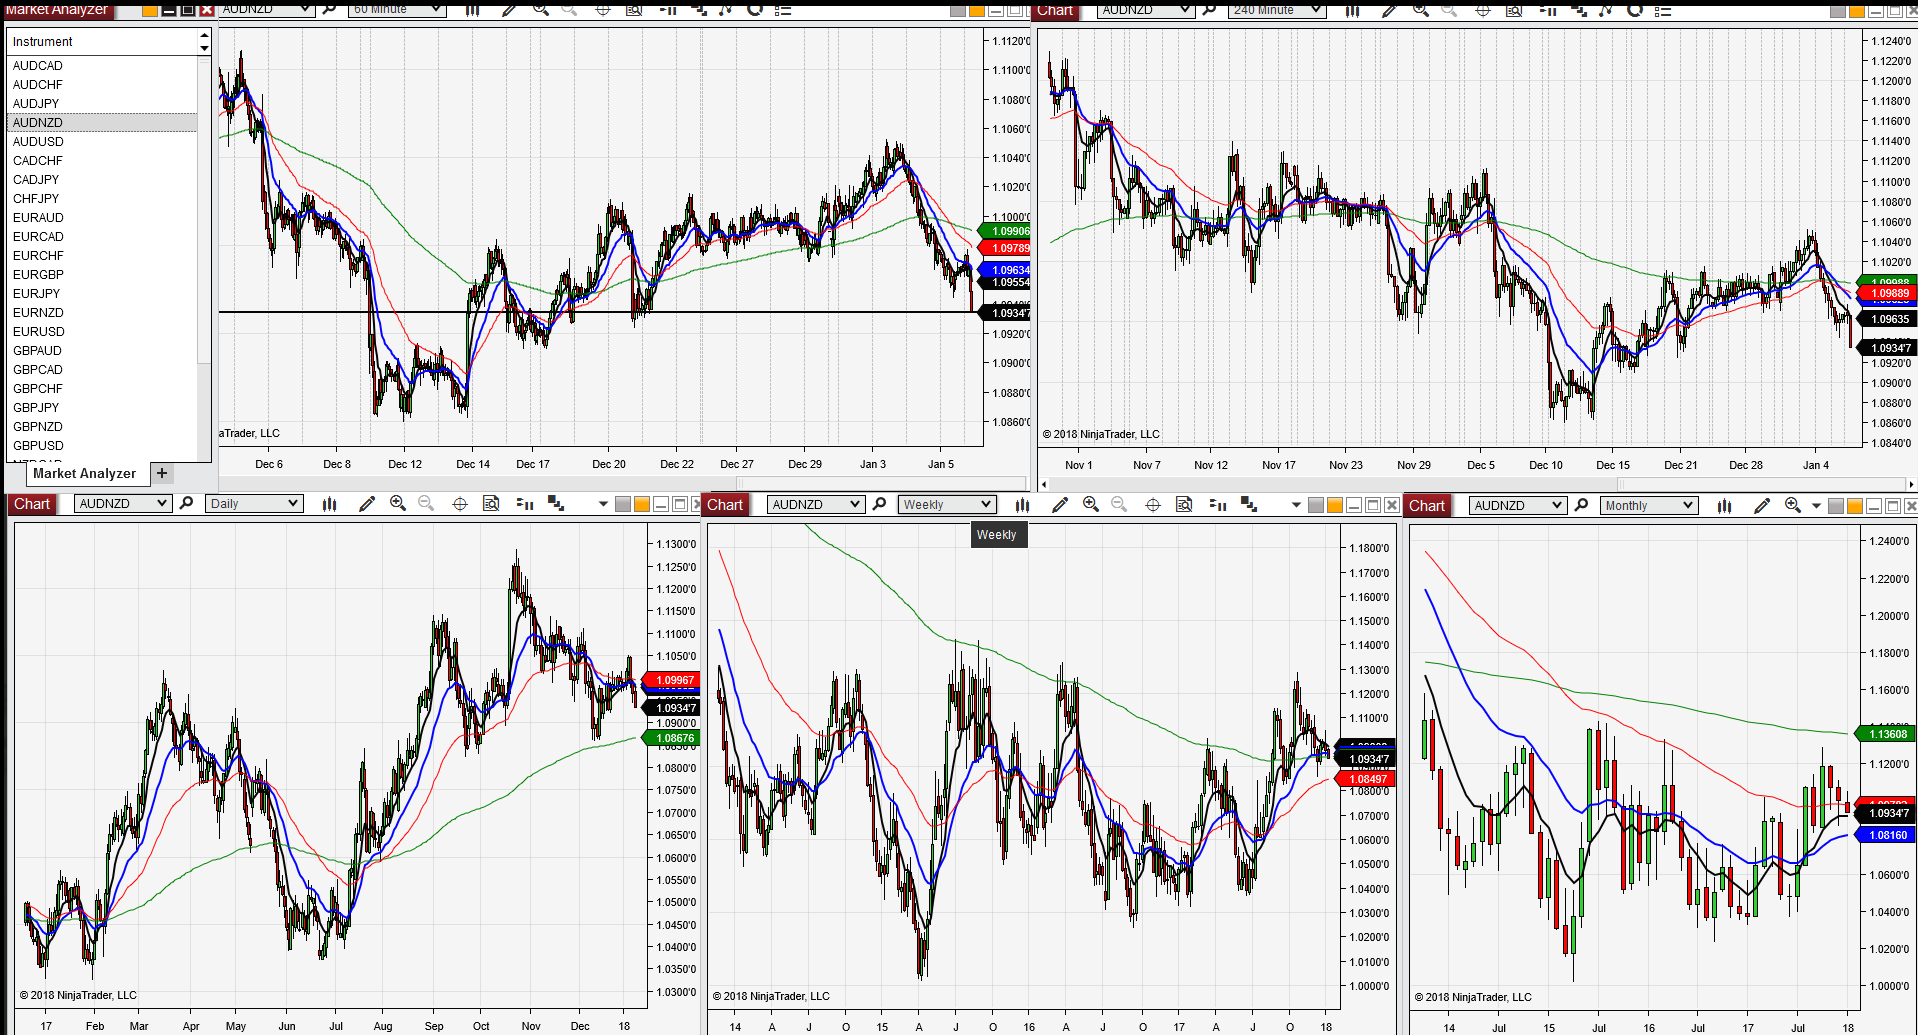 Market Analyzer
AUDNZD
60 Minute
Chart
AUDNZD
240 Minute
Instrument
AUDCAD
AUDCHF
AUDJPY
AUDNZD
AUDUSD
CADCHF
CADJPY
CHFJPY
EURAUD
EURCAD
EURCHF
EURGBP
EURJPY
EURNZD
EURUSD
GBPAUD
GBPCAD
GBPCHF
GBPJPY
GBPNZD
GBPUSD
Market Analyzer +
1.1120'0
1.1100'0
1.1080'0
1.1060'0
1.1040'0
1.1020'0
1.1000'0
1.09906
1.09789
1.09634
1.09554
1.0934'7
1.0920'0
1.0900'0
1.0880'0
1.0860'0
aTrader, LLC
Dec 6 Dec 8 Dec 12 Dec 14 Dec 17 Dec 20 Dec 22 Dec 27 Dec 29 Jan 3 Jan 5
1.1240'0
1.1220'0
1.1200'0
1.1180'0
1.1160'0
1.1140'0
1.1120'0
1.1100'0
1.1080'0
1.1060'0
1.1040'0
1.1020'0
1.09889
1.09635
1.0934'7
1.0920'0
1.0900'0
1.0880'0
1.0860'0
1.0840'0
© 2018 NinjaTrader, LLC
Nov 1 Nov 7 Nov 12 Nov 17 Nov 23 Nov 29 Dec 5 Dec 10 Dec 15 Dec 21 Dec 28 Jan 4
Chart AUDNZD Daily
1.1300'0
1.1250'0
1.1200'0
1.1150'0
1.1100'0
1.1050'0
1.09967
1.0934'7
1.0900'0
1.08676
1.0800'0
1.0750'0
1.0700'0
1.0650'0
1.0600'0
1.0550'0
1.0500'0
1.0450'0
1.0400'0
1.0350'0
1.0300'0
© 2018 NinjaTrader, LLC
17 Feb Mar Apr May Jun Jul Aug Sep Oct Nov Dec 18
Chart AUDNZD Weekly
Weekly
1.1800'0
1.1700'0
1.1600'0
1.1500'0
1.1400'0
1.1300'0
1.1200'0
1.1100'0
1.0934'7
1.08497
1.0800'0
1.0700'0
1.0600'0
1.0500'0
1.0400'0
1.0300'0
1.0200'0
1.0100'0
1.0000'0
© 2018 NinjaTrader, LLC
14 A J O 15 A J O 16 A J O 17 A J O 18
Chart AUDNZD Monthly
1.2400'0
1.2200'0
1.2000'0
1.1800'0
1.1600'0
1.13608
1.1200'0
1.0934'7
1.08160
1.0600'0
1.0400'0
1.0200'0
1.0000'0
© 2018 NinjaTrader, LLC
14 Jul 15 Jul 16 Jul 17 Jul 18